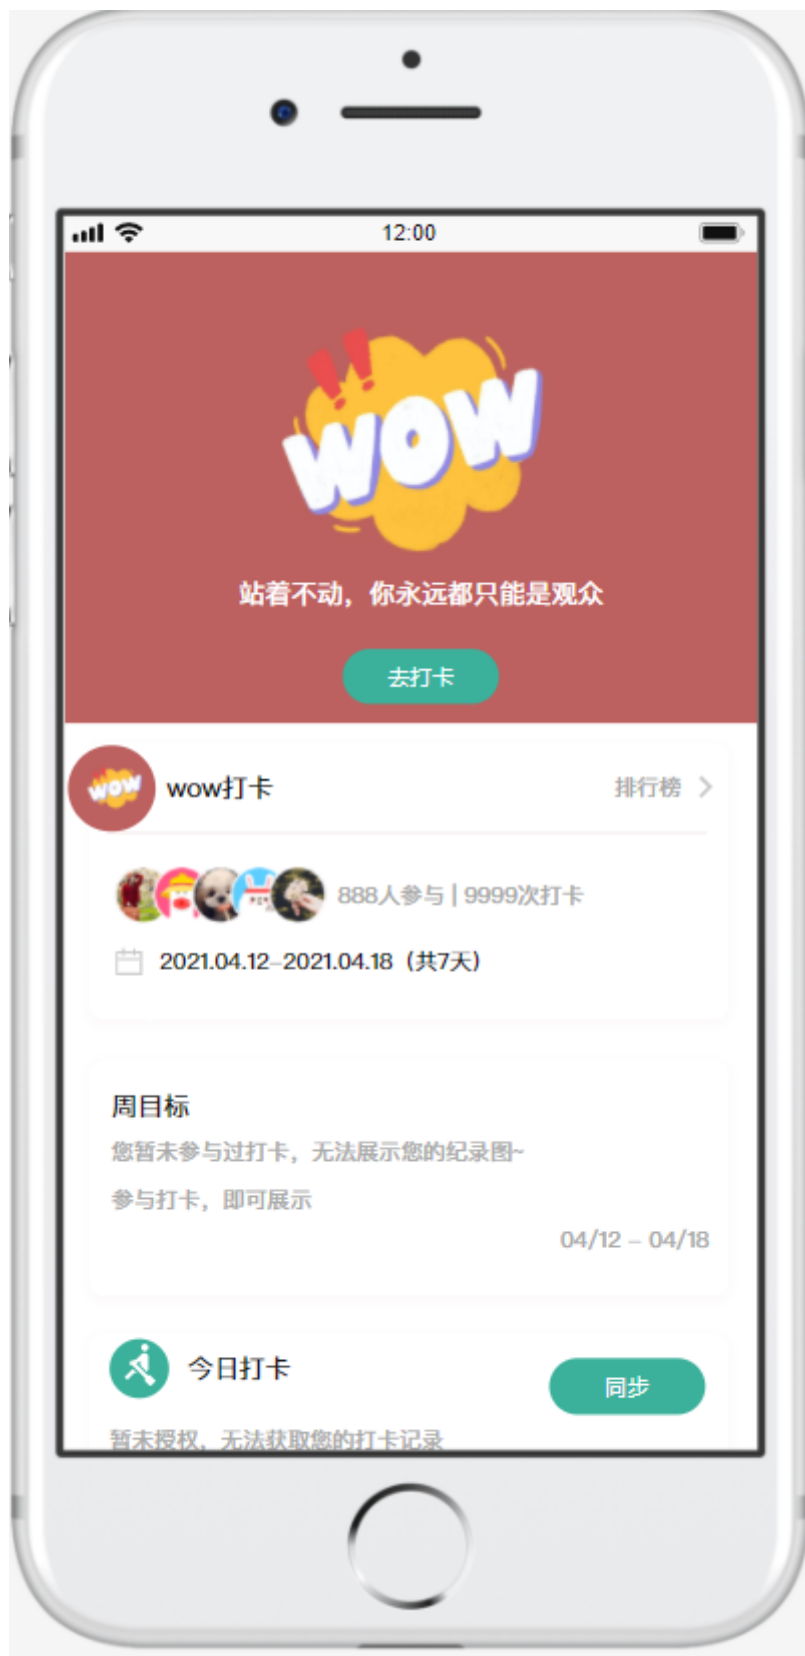 12:00
!! WOW
站着不动，你永远都只能是观众
去打卡
WOW
wow打卡
排行榜
888人参与 | 9999次打卡
2021.04.12-2021.04.18（共7天）
周目标
您暂未参与过打卡，无法展示您的纪录图~
参与打卡，即可展示
04/12 - 04/18
今日打卡
同步
暂未授权，无法获取您的打卡记录